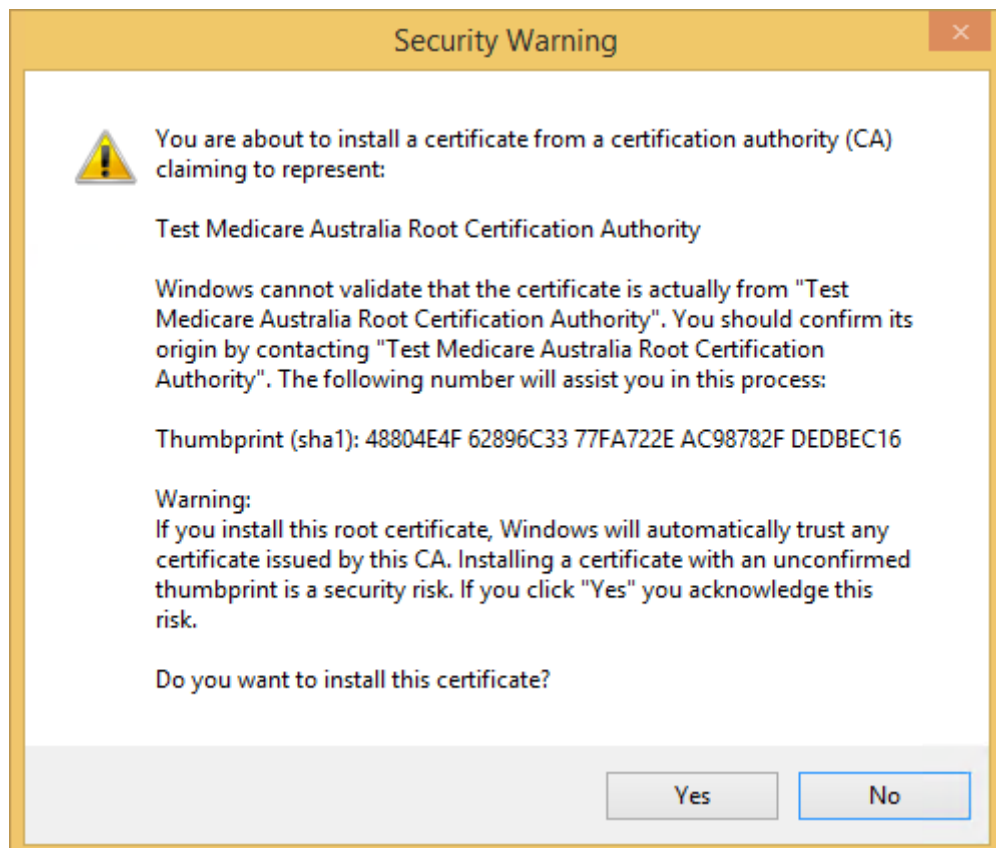 Security Warning
You are about to install a certificate from a certification authority (CA)
claiming to represent:
Test Medicare Australia Root Certification Authority
Windows cannot validate that the certificate is actually from "Test
Medicare Australia Root Certification Authority". You should confirm its
origin by contacting "Test Medicare Australia Root Certification
Authority". The following number will assist you in this process:
Thumbprint (sha1): 48804E4F 62896C33 77FA722E AC98782F DEDBEC16
Warning:
If you install this root certificate, Windows will automatically trust any
certificate issued by this CA. Installing a certificate with an unconfirmed
thumbprint is a security risk. If you click "Yes" you acknowledge this
risk.
Do you want to install this certificate?
Yes No